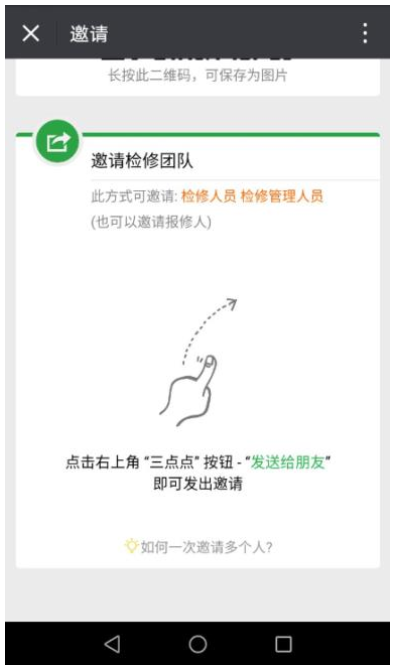 邀请
长按此二维码，可保存为图片
邀请检修团队
此方式可邀请: 检修人员 检修管理人员
(也可以邀请报修人)
点击右上角 “三点点” 按钮 - “发送给朋友”
即可发出邀请
如何一次邀请多个人?